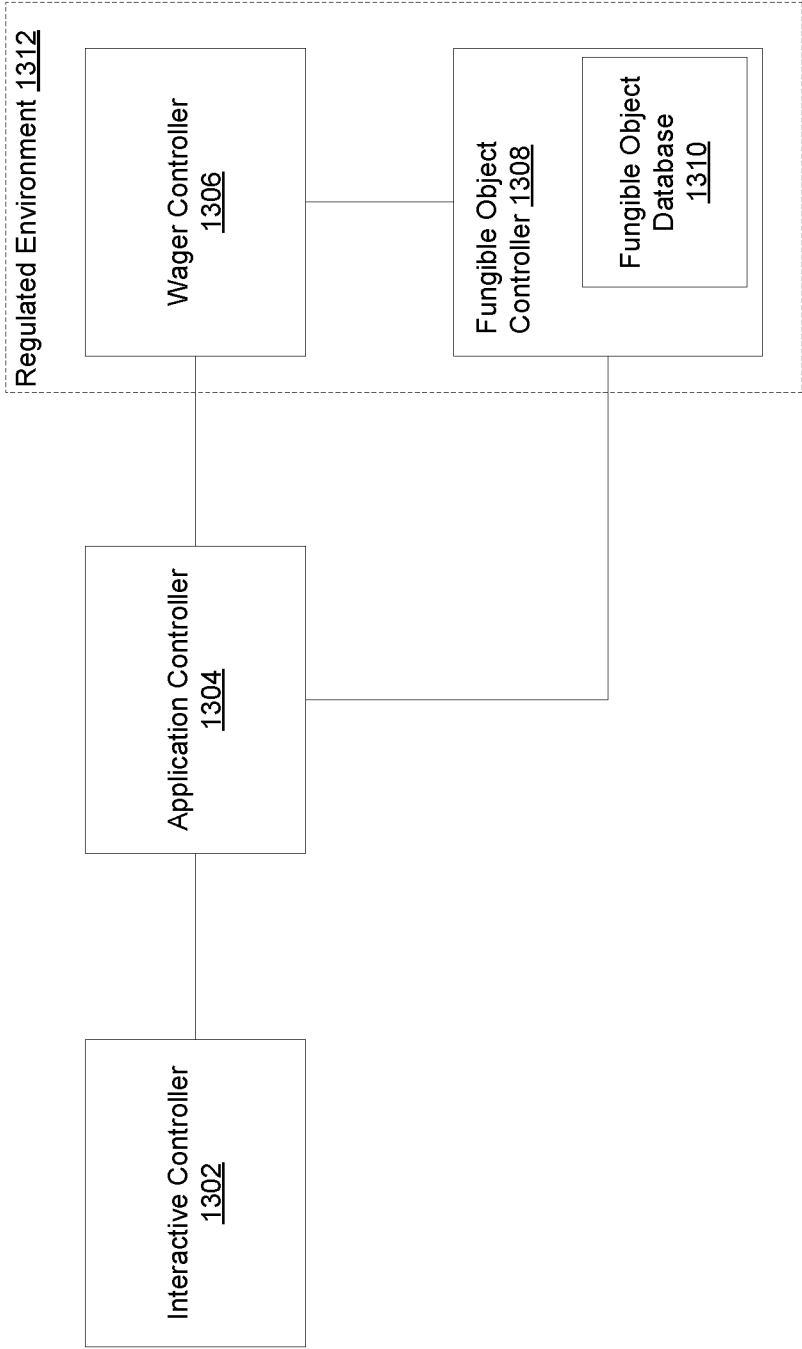 Regulated Environment 1312
Interactive Controller
1302
Application Controller
1304
Wager Controller
1306
Fungible Object
Controller 1308
Fungible Object
Database
1310